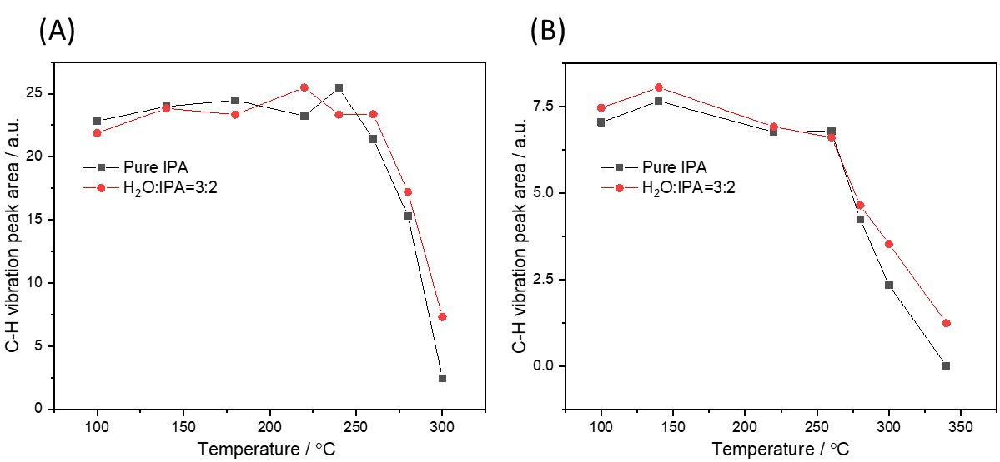 (A)
C-H vibration peak area / a.u.
25
20
15
10
5
0
Pure IPA
H₂O:IPA=3:2
100
150
200
250
300
Temperature / °C
(B)
C-H vibration peak area / a.u.
7.5
5.0
2.5
0.0
Pure IPA
H₂O:IPA=3:2
100
150
200
250
300
350
Temperature / °C